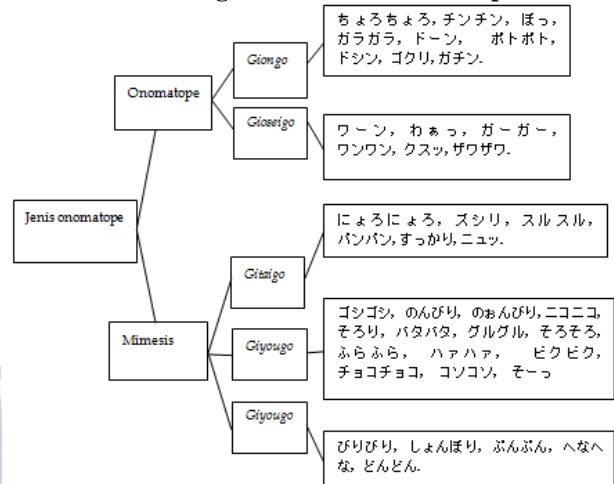 ちょろちょろ, チンチン, ぼっ,
ガラガラ, ドーン, ポトポト,
ドシン, ゴクリ, ガチン.
Giongo
Onomatope
Gioseigo
ワーン, わぁっ, ガーガー,
ワンワン, クスッ, ザワザワ.
Jenis onomatope
にょろにょろ, ズシリ, スルスル,
パンパン, すっかり, ニュッ.
Gitaigo
Mimesis
Giyougo
ゴシゴシ, のんびり, のぉんびり, ニコニコ,
そろり, バタバタ, グルグル, そろそろ,
ふらふら, ハァハァ, ビクビク,
チョコチョコ, コソコソ, そーっ
Giyougo
びりびり, しょんぼり, ぷんぷん, へなへ
な, どんどん.